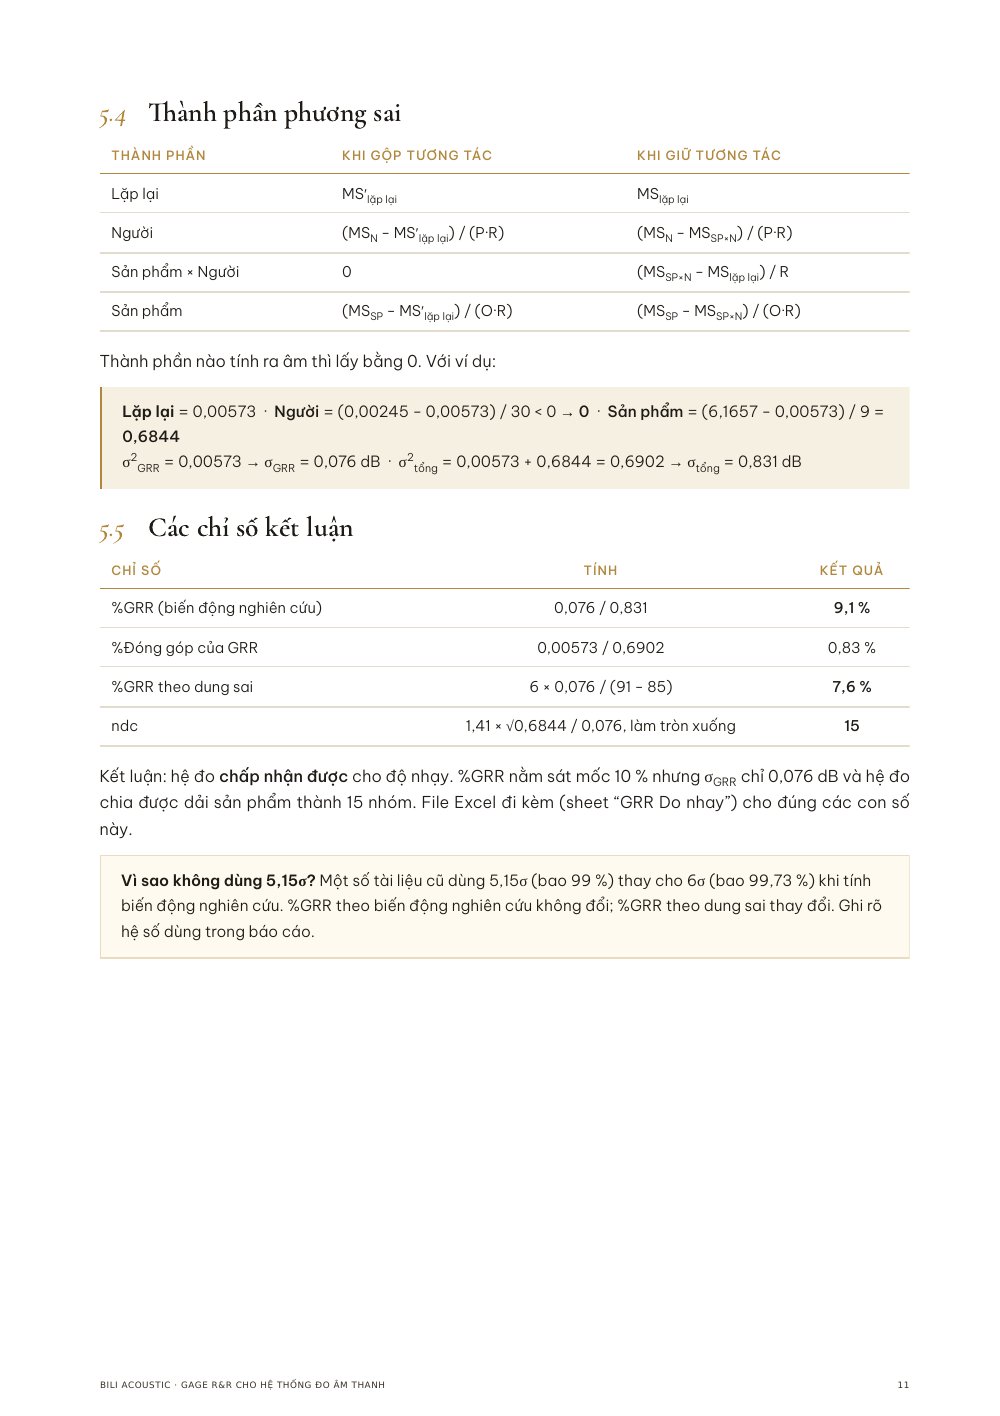 5.4 Thành phần phương sai
THÀNH PHẦN KHI GỘP TƯƠNG TÁC KHI GIỮ TƯƠNG TÁC
Lặp lại MS′lặp lại MSlặp lại
Người (MSN − MS′lặp lại) / (P·R) (MSN − MSSP×N) / (P·R)
Sản phẩm × Người 0 (MSSP×N − MSlặp lại) / R
Sản phẩm (MSSP − MS′lặp lại) / (O·R) (MSSP − MSSP×N) / (O·R)
Thành phần nào tính ra âm thì lấy bằng 0. Với ví dụ:
Lặp lại = 0,00573 · Người = (0,00245 − 0,00573) / 30 < 0 → 0 · Sản phẩm = (6,1657 − 0,00573) / 9 =
0,6844
σ²GRR = 0,00573 → σGRR = 0,076 dB · σ²tổng = 0,00573 + 0,6844 = 0,6902 → σtổng = 0,831 dB
5.5 Các chỉ số kết luận
CHỈ SỐ TÍNH KẾT QUẢ
%GRR (biến động nghiên cứu) 0,076 / 0,831 9,1 %
%Đóng góp của GRR 0,00573 / 0,6902 0,83 %
%GRR theo dung sai 6 × 0,076 / (91 − 85) 7,6 %
ndc 1,41 × √0,6844 / 0,076, làm tròn xuống 15
Kết luận: hệ đo chấp nhận được cho độ nhạy. %GRR nằm sát mốc 10 % nhưng σGRR chỉ 0,076 dB và hệ đo
chia được dải sản phẩm thành 15 nhóm. File Excel đi kèm (sheet “GRR Do nhay”) cho đúng các con số
này.
Vì sao không dùng 5,15σ? Một số tài liệu cũ dùng 5,15σ (bao 99 %) thay cho 6σ (bao 99,73 %) khi tính
biến động nghiên cứu. %GRR theo biến động nghiên cứu không đổi; %GRR theo dung sai thay đổi. Ghi rõ
hệ số dùng trong báo cáo.
BILI ACOUSTIC · GAGE R&R CHO HỆ THỐNG ĐO ÂM THANH 11